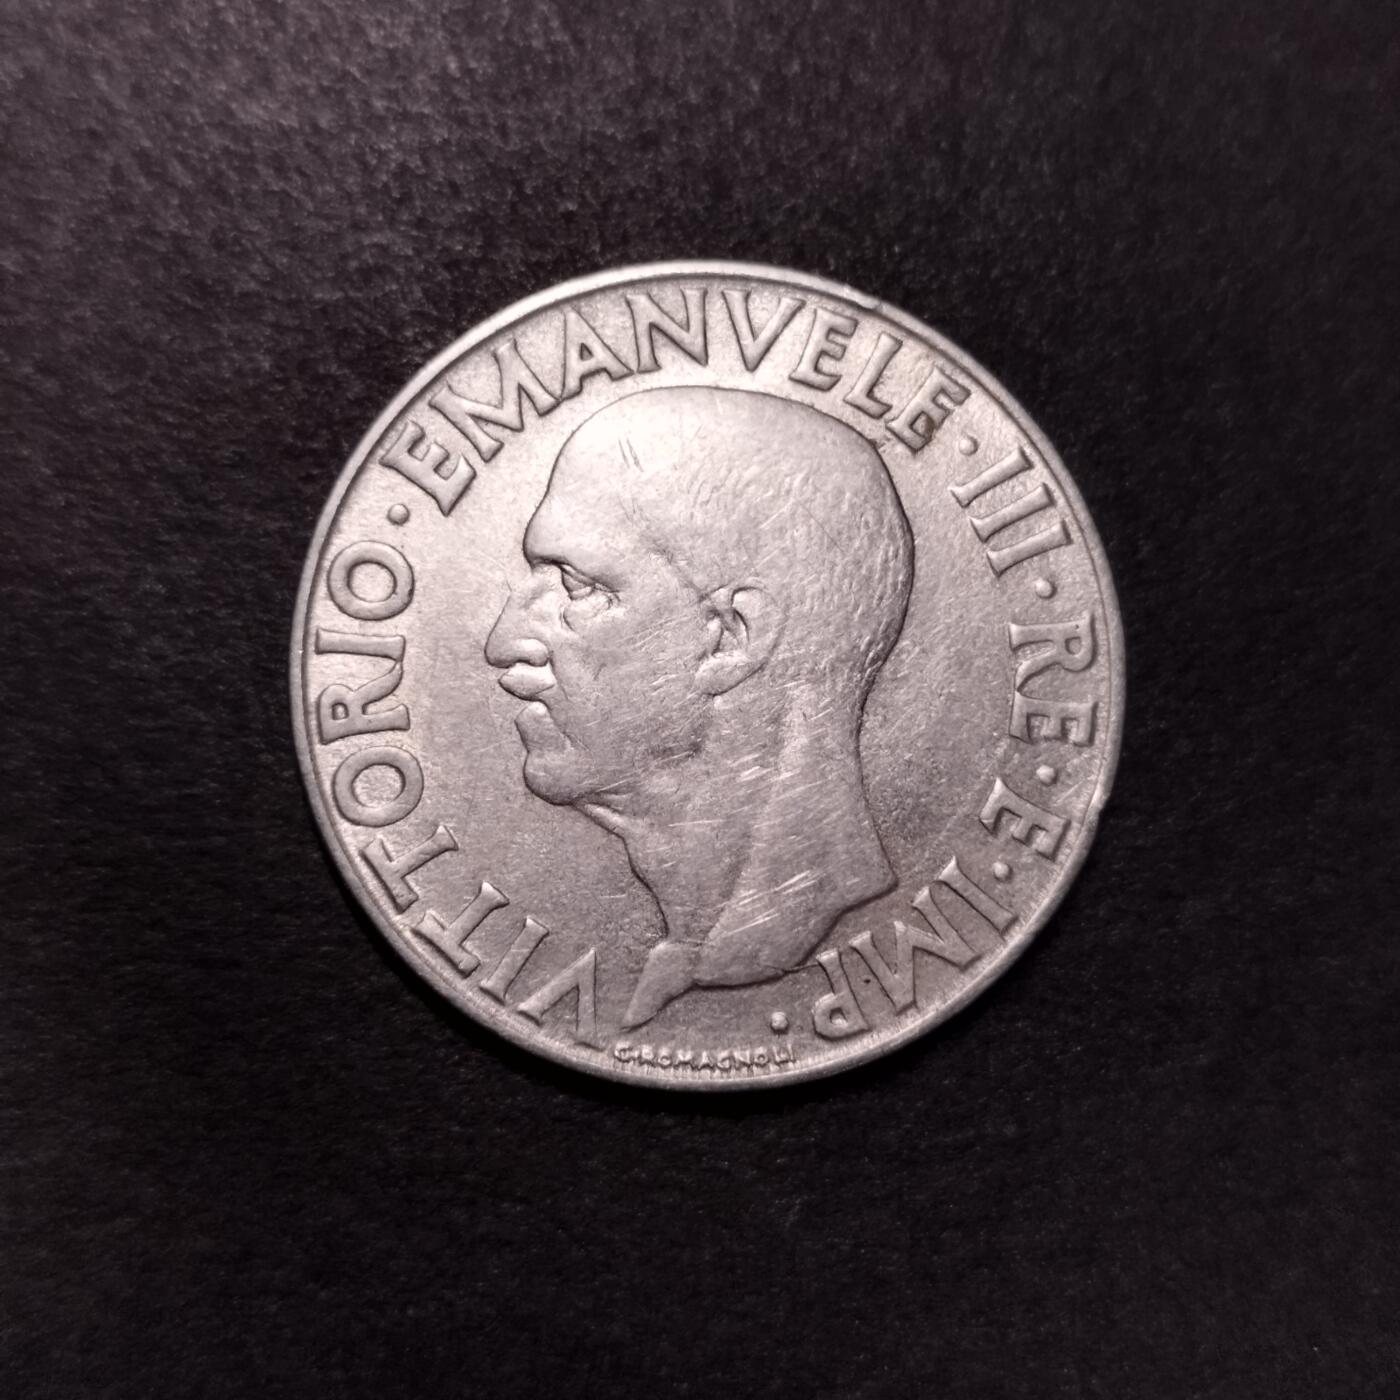 VITTORIO · EMANVELE · III · RE · E · IMP ·
G·ROMAGNOLI